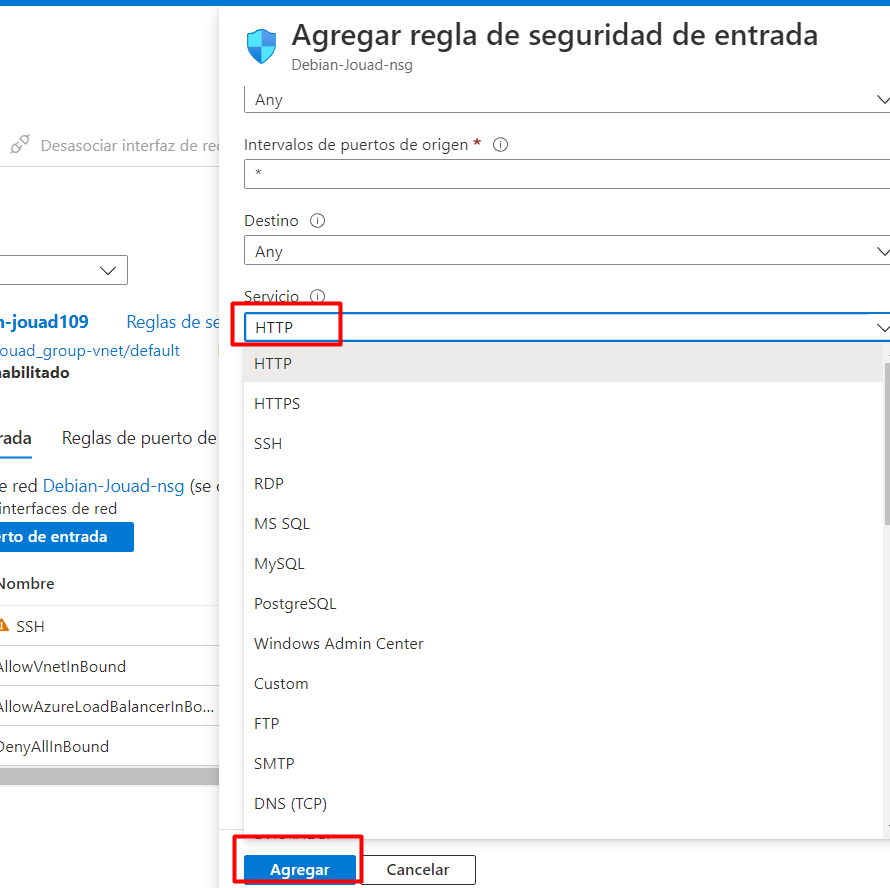 Agregar regla de seguridad de entrada
Debian-Jouad-nsg
Any
Intervalos de puertos de origen *
*
Destino
Any
Servicio
HTTP
HTTP
HTTPS
SSH
RDP
MS SQL
MySQL
PostgreSQL
Windows Admin Center
Custom
FTP
SMTP
DNS (TCP)
Agregar Cancelar
Desasociar interfaz de re
n-jouad109 Reglas de se
ouad_group-vnet/default
abilitado
rada Reglas de puerto de
e red Debian-Jouad-nsg (se
interfaces de red
rto de entrada
Nombre
SSH
AllowVnetInBound
AllowAzureLoadBalancerInBo...
DenyAllInBound